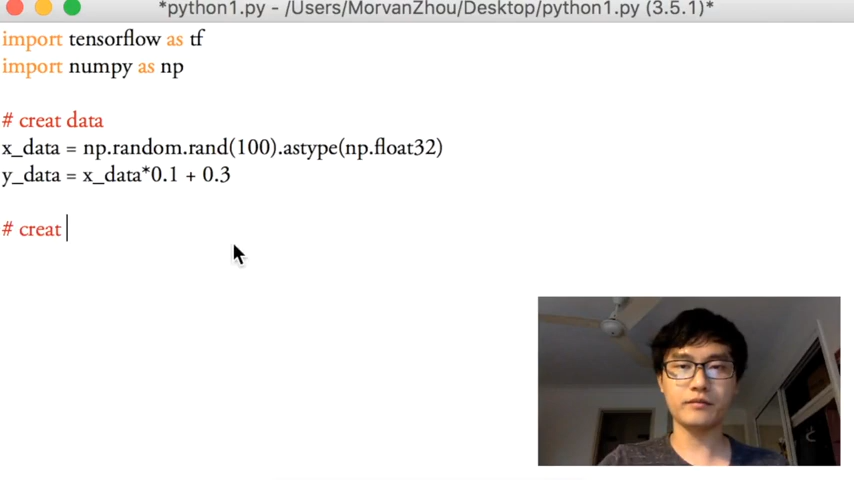 *python1.py - /Users/MorvanZhou/Desktop/python1.py (3.5.1)*
import tensorflow as tf
import numpy as np
# creat data
x_data = np.random.rand(100).astype(np.float32)
y_data = x_data*0.1 + 0.3
# creat